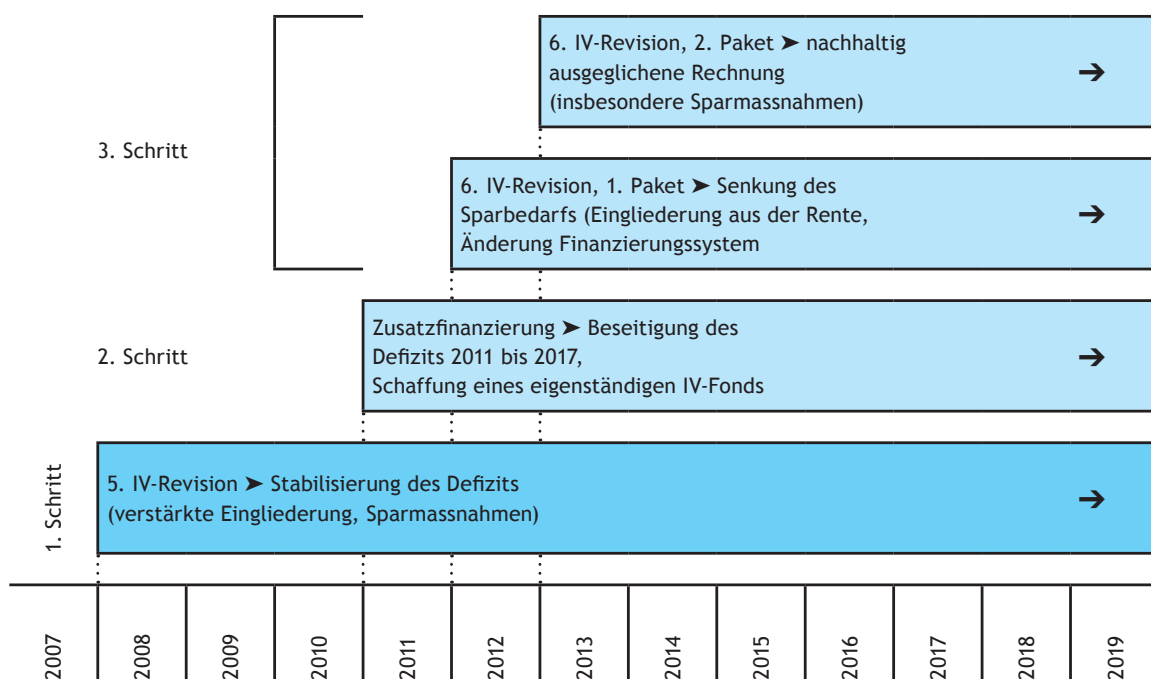 6. IV-Revision, 2. Paket ➤ nachhaltig
ausgeglichene Rechnung
(insbesondere Sparmassnahmen)
➔
3. Schritt
6. IV-Revision, 1. Paket ➤ Senkung des
Sparbedarfs (Eingliederung aus der Rente,
Änderung Finanzierungssystem
➔
2. Schritt
Zusatzfinanzierung ➤ Beseitigung des
Defizits 2011 bis 2017,
Schaffung eines eigenständigen IV-Fonds
➔
1. Schritt
5. IV-Revision ➤ Stabilisierung des Defizits
(verstärkte Eingliederung, Sparmassnahmen)
➔
2007
2008
2009
2010
2011
2012
2013
2014
2015
2016
2017
2018
2019